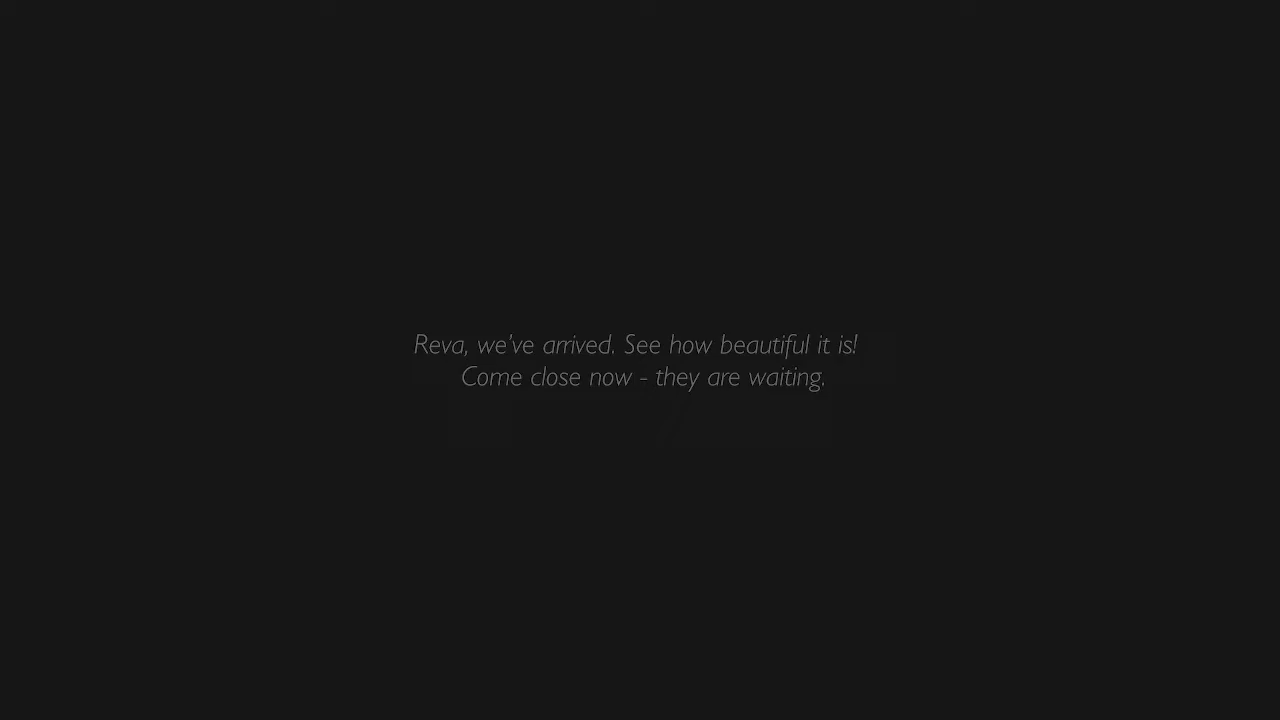 Reva, we’ve arrived. See how beautiful it is!
Come close now - they are waiting.